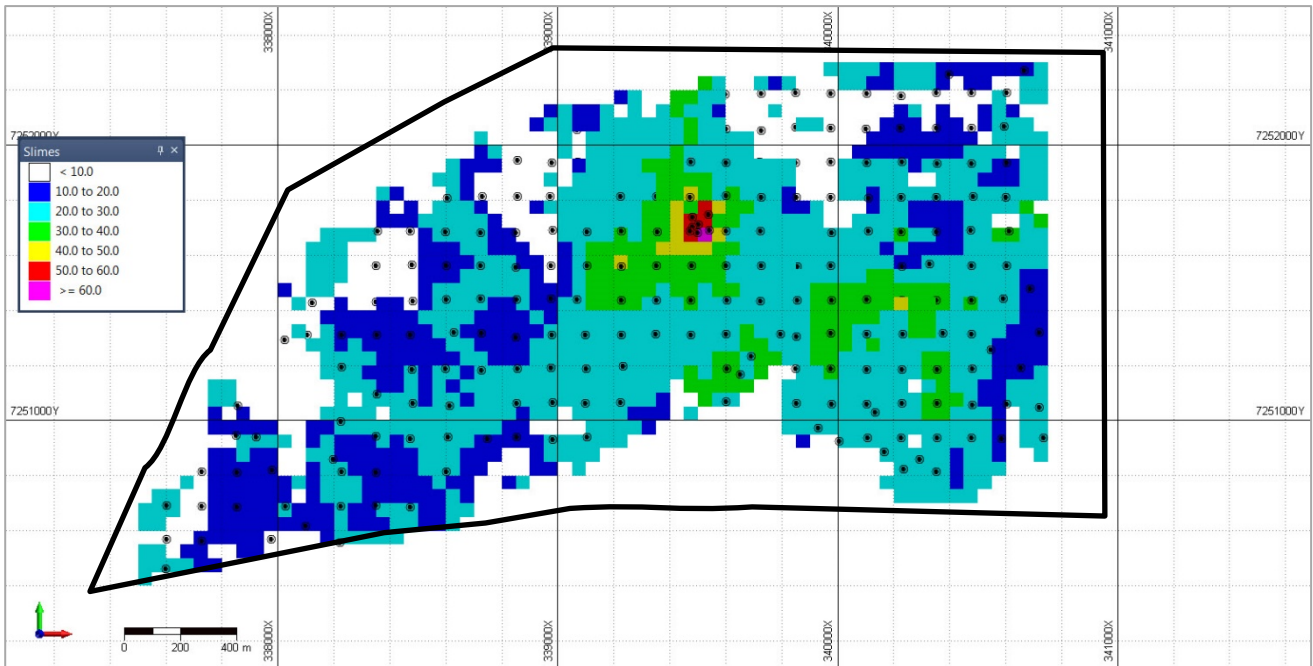 338000X
339000X
340000X
341000X
7252000Y
7252000Y
Slimes
< 10.0
10.0 to 20.0
20.0 to 30.0
30.0 to 40.0
40.0 to 50.0
50.0 to 60.0
>= 60.0
7251000Y
7251000Y
0 200 400 m
338000X
339000X
340000X
341000X